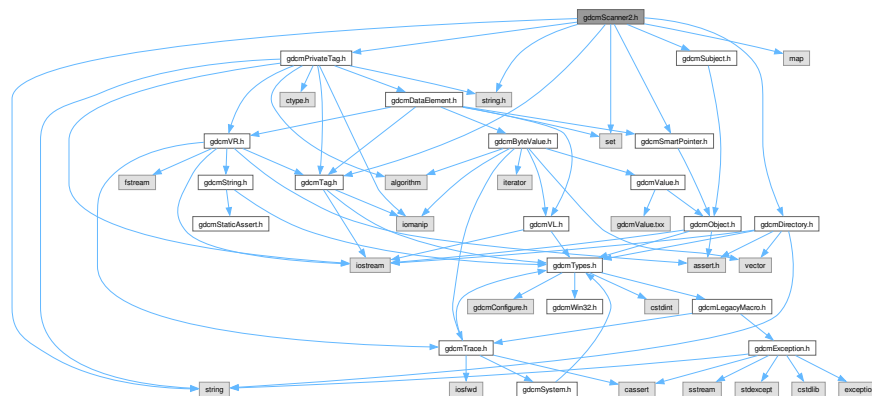 gdcmScanner2.h
gdcmPrivateTag.h
gdcmSubject.h
map
ctype.h
gdcmDataElement.h
string.h
gdcmVR.h
gdcmByteValue.h
set
gdcmSmartPointer.h
fstream
gdcmString.h
gdcmTag.h
algorithm
iterator
gdcmValue.h
gdcmStaticAssert.h
iomanip
gdcmVL.h
gdcmValue.txx
gdcmObject.h
gdcmDirectory.h
iostream
gdcmTypes.h
assert.h
vector
gdcmConfigure.h
gdcmWin32.h
cstdint
gdcmLegacyMacro.h
gdcmTrace.h
gdcmException.h
string
iosfwd
gdcmSystem.h
cassert
sstream
stdexcept
cstdlib
exception